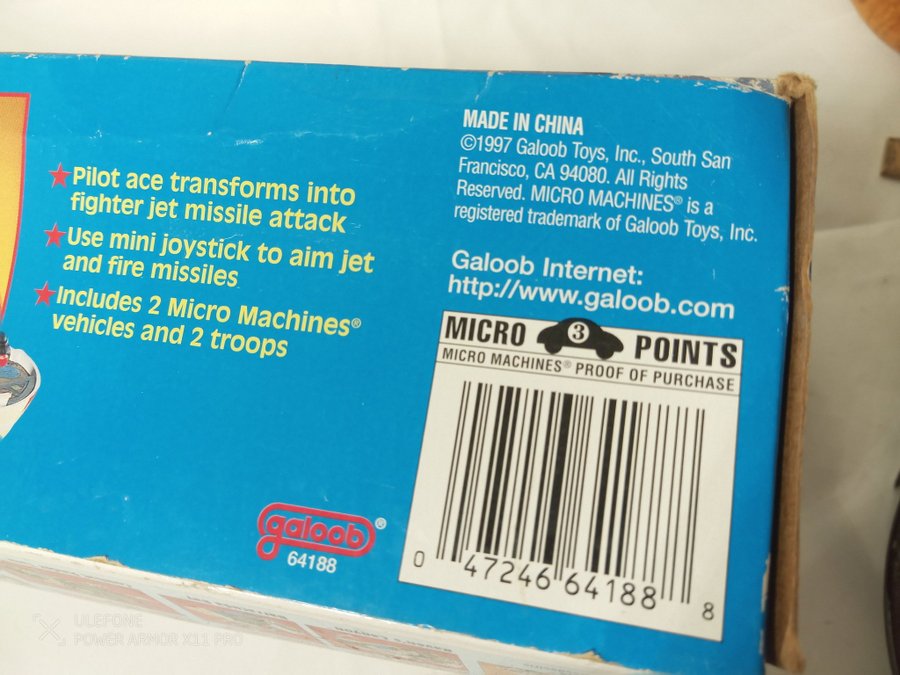 ★Pilot ace transforms into
fighter jet missile attack
★Use mini joystick to aim jet
and fire missiles
★Includes 2 Micro Machines®
vehicles and 2 troops
MADE IN CHINA
©1997 Galoob Toys, Inc., South San
Francisco, CA 94080. All Rights
Reserved. MICRO MACHINES® is a
registered trademark of Galoob Toys, Inc.
Galoob Internet:
http://www.galoob.com
MICRO 3 POINTS
MICRO MACHINES® PROOF OF PURCHASE
0 47246 64188 8
galoob®
64188
ULEFONE
POWER ARMOR X11 PRO